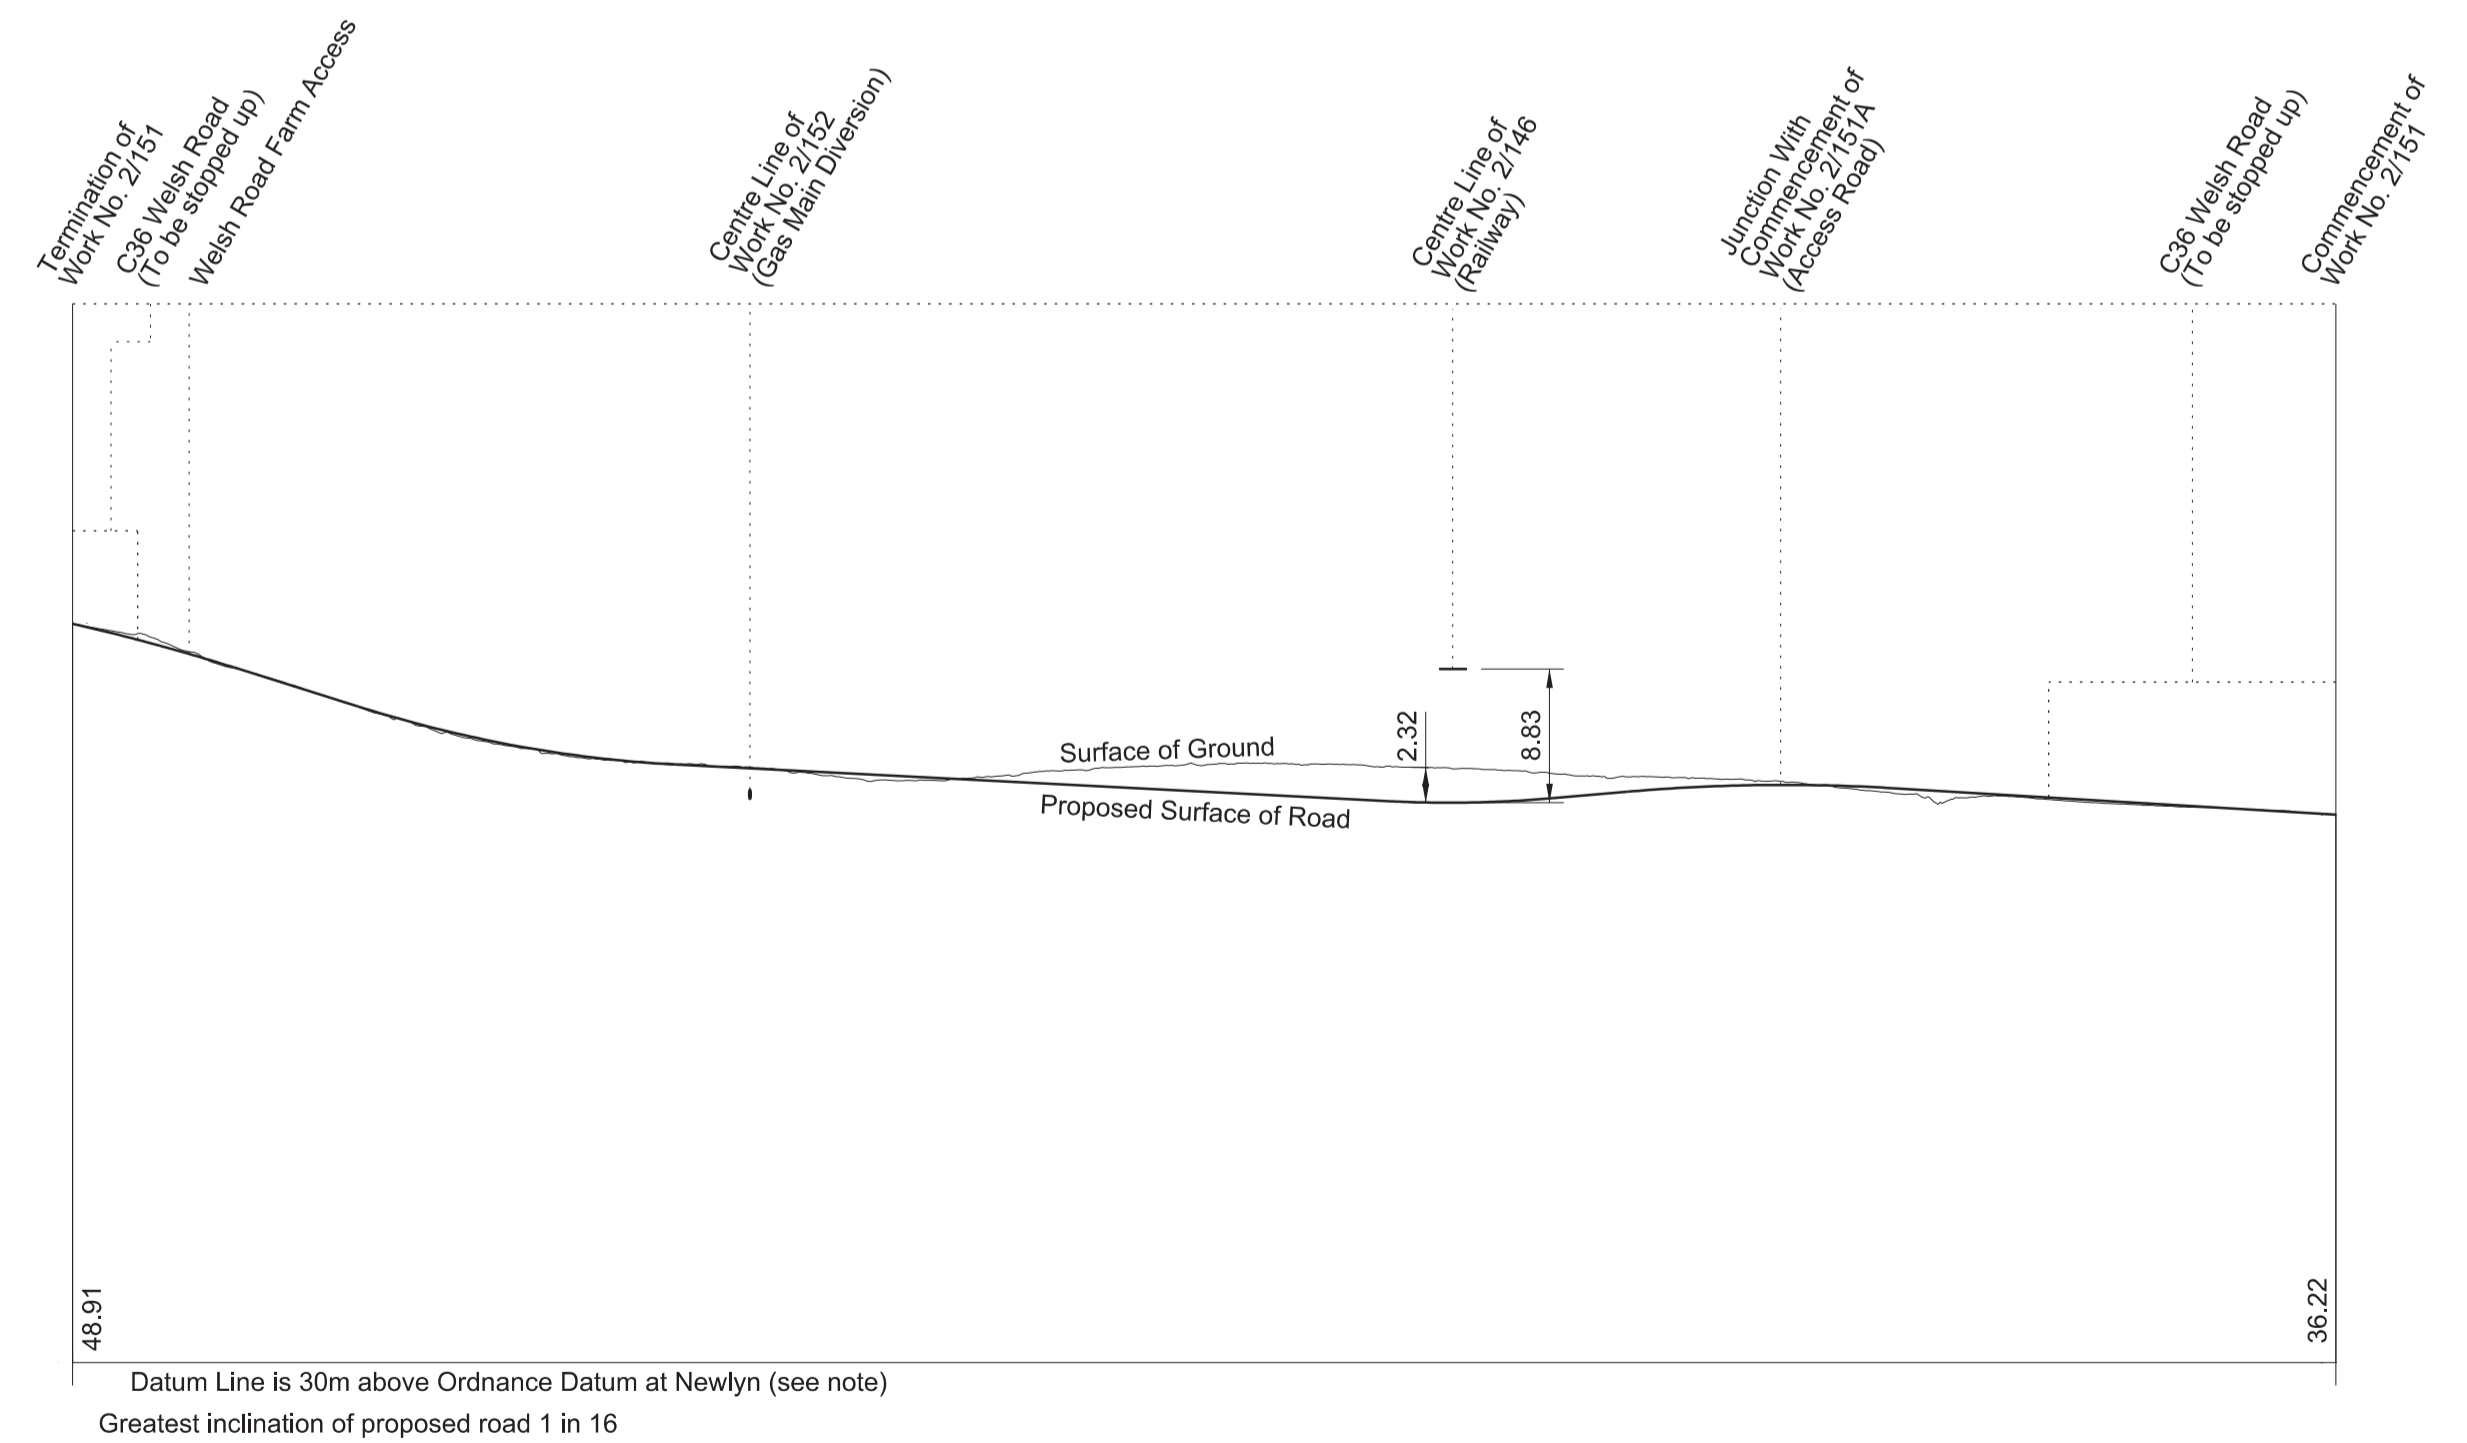 Termination of
Work No. 2/151
C36 Welsh Road
(To be stopped up)
Welsh Road Farm Access
Centre Line of
Work No. 2/152
(Gas Main Diversion)
Centre Line of
Work No. 2/146
(Railway)
Junction With
Commencement of
Work No. 2/151A
(Access Road)
C36 Welsh Road
(To be stopped up)
Commencement of
Work No. 2/151
Surface of Ground
2.32
8.83
Proposed Surface of Road
48.91
36.22
Datum Line is 30m above Ordnance Datum at Newlyn (see note)
Greatest inclination of proposed road 1 in 16